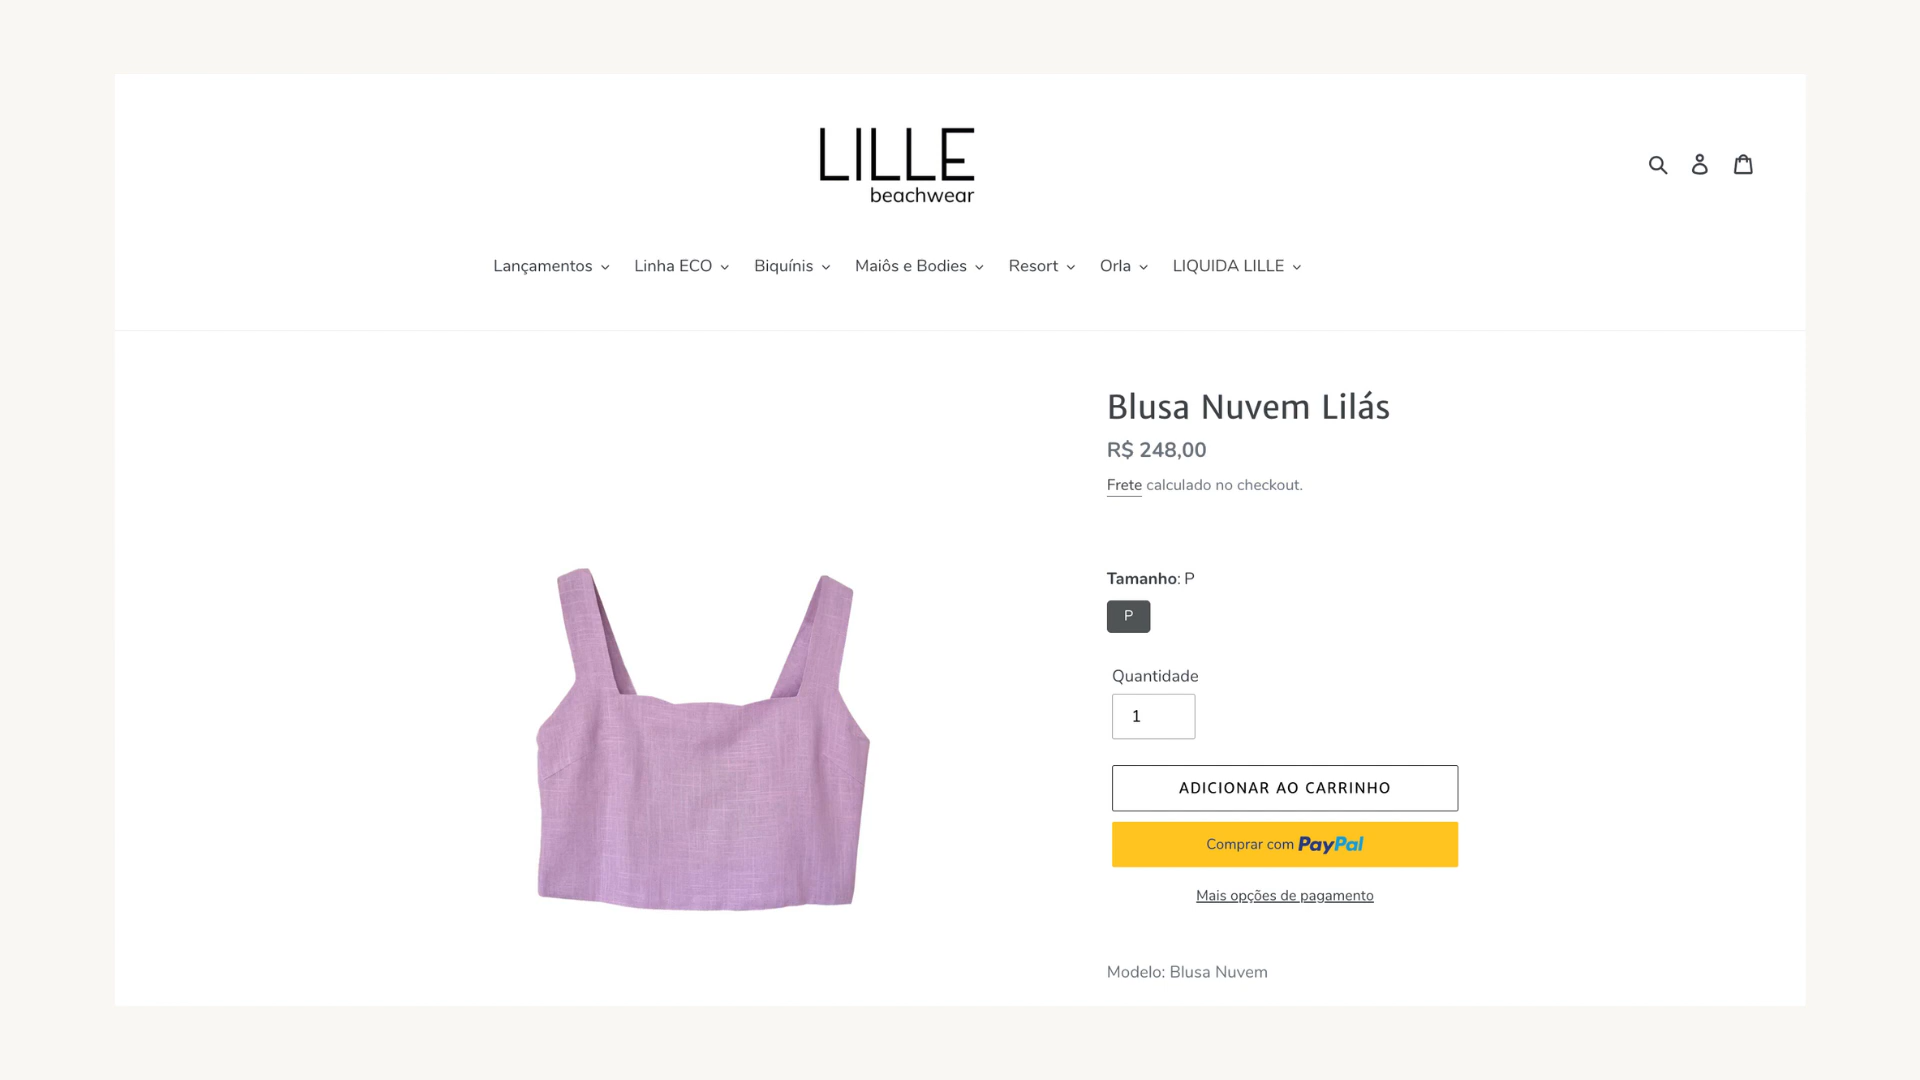 LILLE
beachwear
Lançamentos
Linha ECO
Biquínis
Maiôs e Bodies
Resort
Orla
LIQUIDA LILLE
Blusa Nuvem Lilás
R$ 248,00
Frete calculado no checkout.
Tamanho: P
P
Quantidade
1
ADICIONAR AO CARRINHO
Comprar com PayPal
Mais opções de pagamento
Modelo: Blusa Nuvem